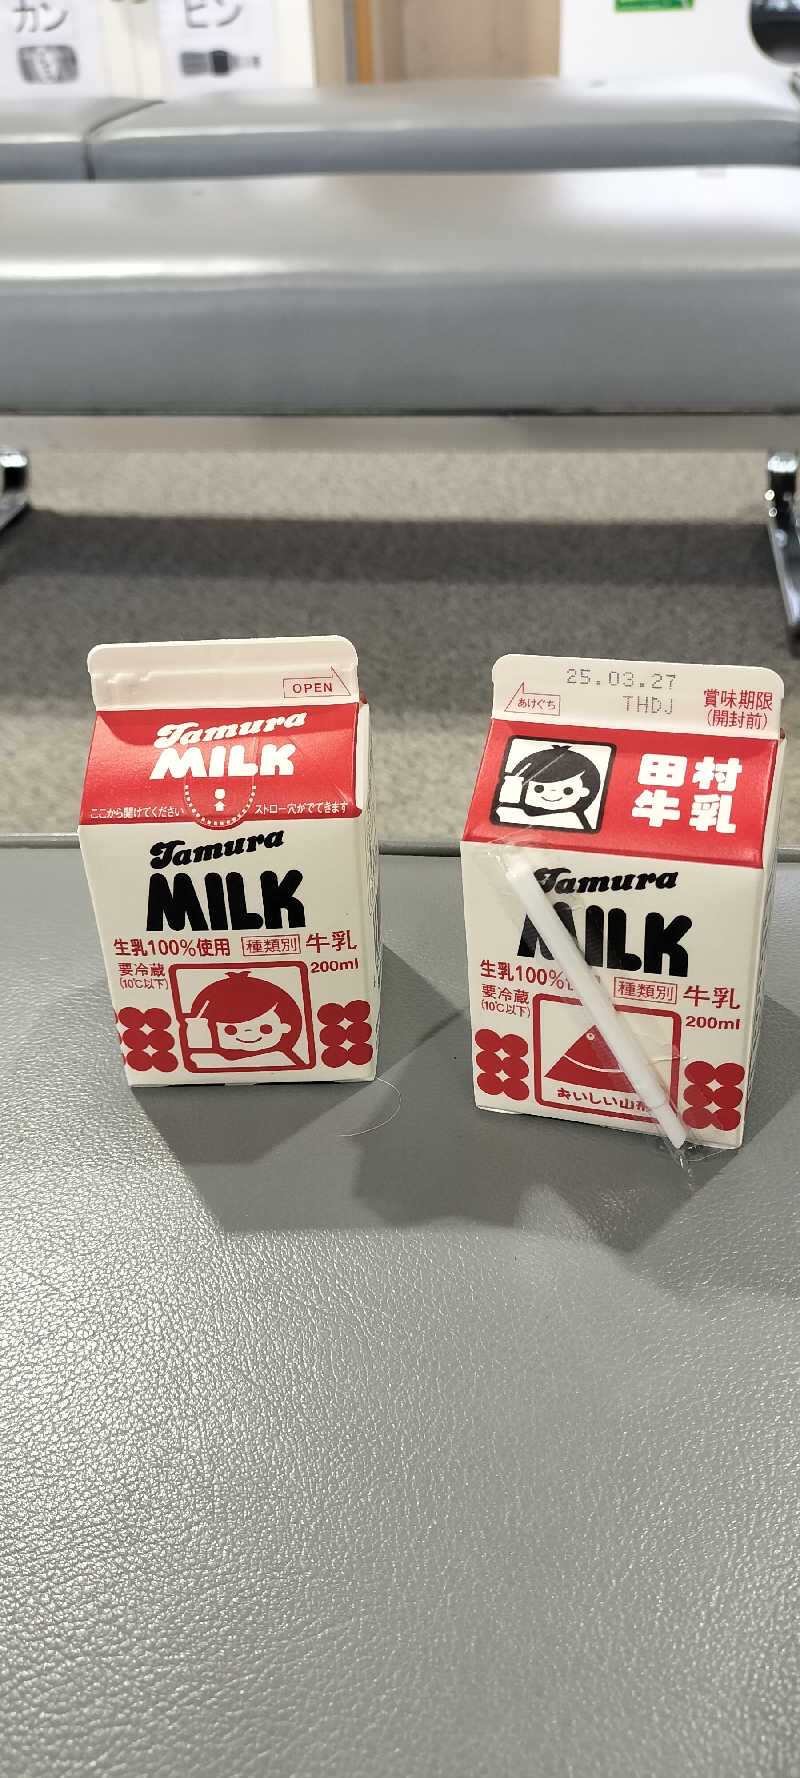 カン
ビン
OPEN
Tamura
MILK
ここから開けてください
ストロー穴がでてきます
Tamura
MILK
生乳100%使用 種類別 牛乳
要冷蔵
(10℃以下)
200ml
25.03.27
THDJ
あけぐち
賞味期限
(開封前)
田村
牛乳
Tamura
MILK
生乳100%
種類別 牛乳
要冷蔵
(10℃以下)
200ml
おいしい山